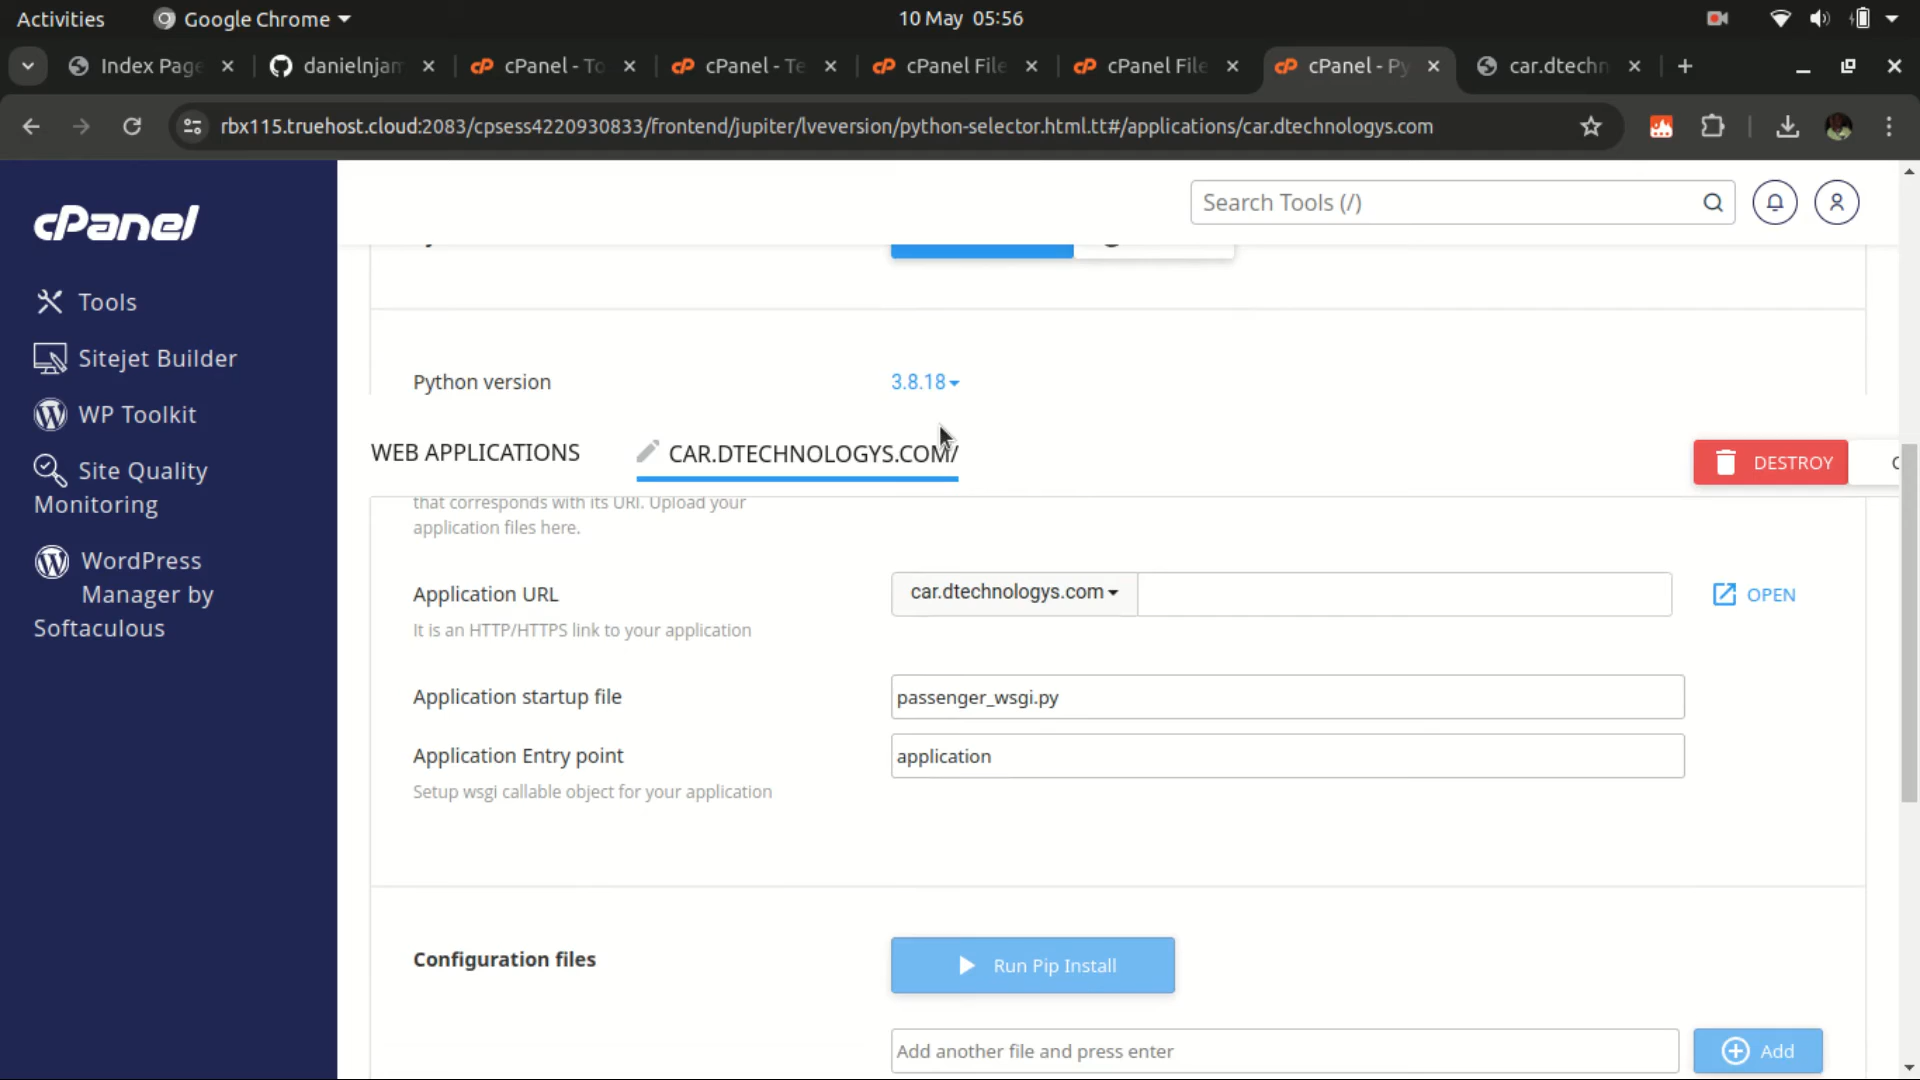 Activities
Google Chrome
10 May 05:56
Index Page
danielnjam
cPanel - To
cPanel - Te
cPanel File
cPanel File
cPanel - Py
car.dtechn
rbx115.truehost.cloud:2083/cpsess4220930833/frontend/jupiter/lveversion/python-selector.html.tt#/applications/car.dtechnologys.com
cPanel
Search Tools (/)
Tools
Sitejet Builder
WP Toolkit
Site Quality
Monitoring
WordPress
Manager by
Softaculous
Python version
3.8.18
WEB APPLICATIONS
CAR.DTECHNOLOGYS.COM/
DESTROY
that corresponds with its URI. Upload your
application files here.
Application URL
car.dtechnologys.com
OPEN
It is an HTTP/HTTPS link to your application
Application startup file
passenger_wsgi.py
Application Entry point
application
Setup wsgi callable object for your application
Configuration files
Run Pip Install
Add another file and press enter
Add